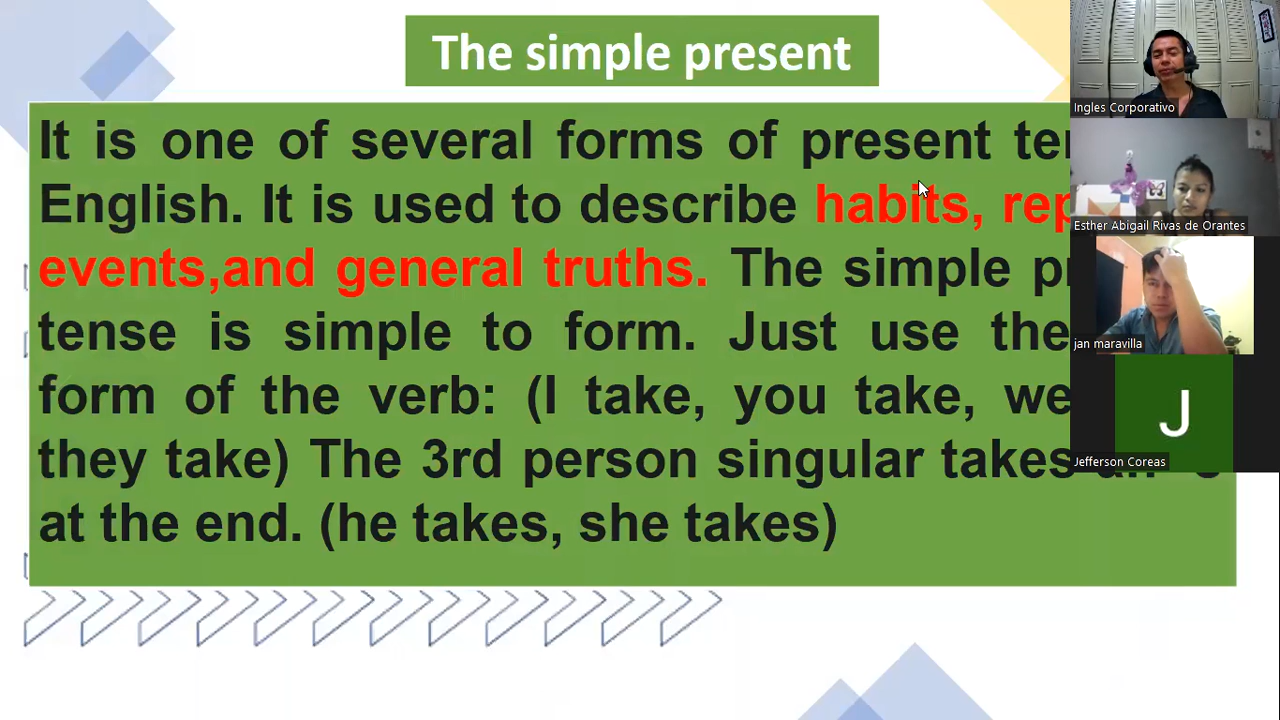 The simple present
It is one of several forms of present
English. It is used to describe habits,
events,and general truths. The simple
tense is simple to form. Just use the
form of the verb: (I take, you take, we
they take) The 3rd person singular takes
at the end. (he takes, she takes)
Ingles Corporativo
Esther Abigail Rivas de Orantes
jan maravilla
J
Jefferson Coreas